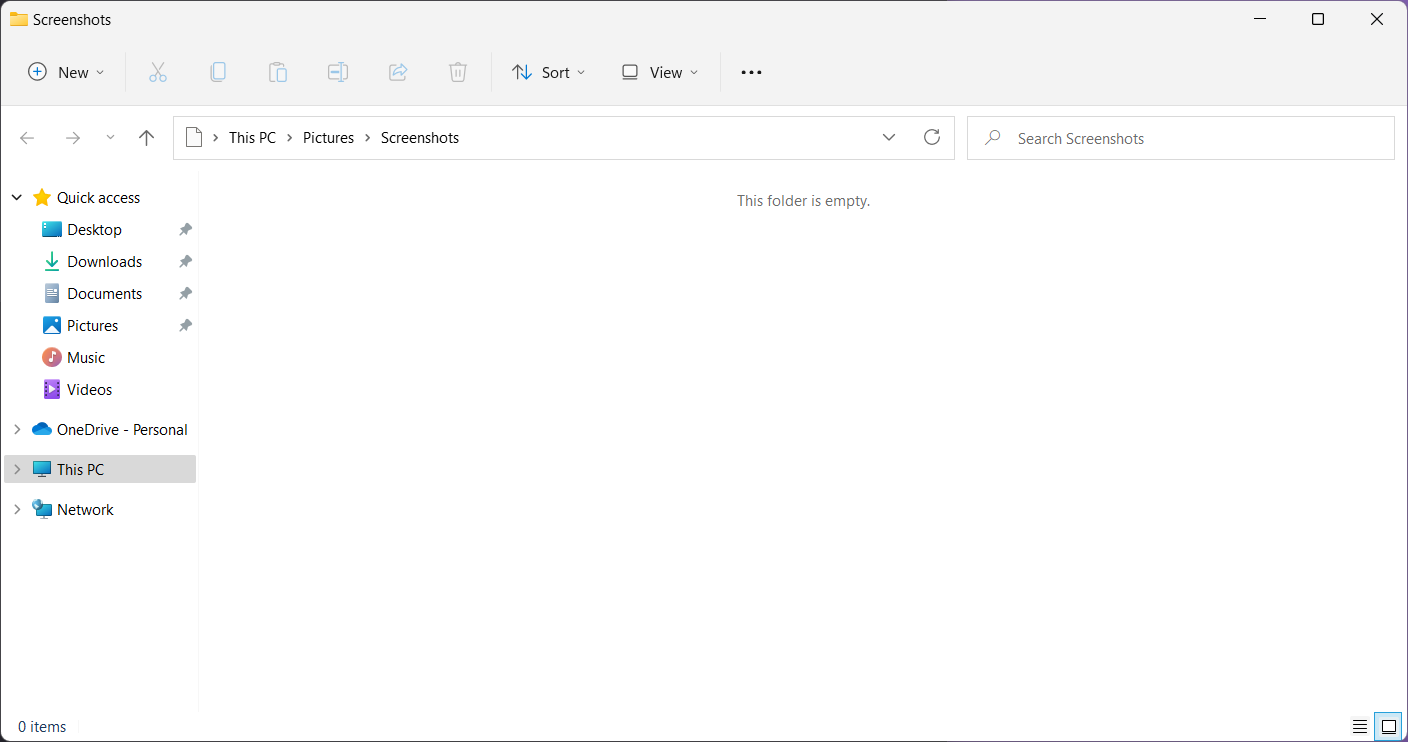 Screenshots
New
Sort
View
This PC
Pictures
Screenshots
Search Screenshots
Quick access
Desktop
Downloads
Documents
Pictures
Music
Videos
OneDrive - Personal
This PC
Network
This folder is empty.
0 items